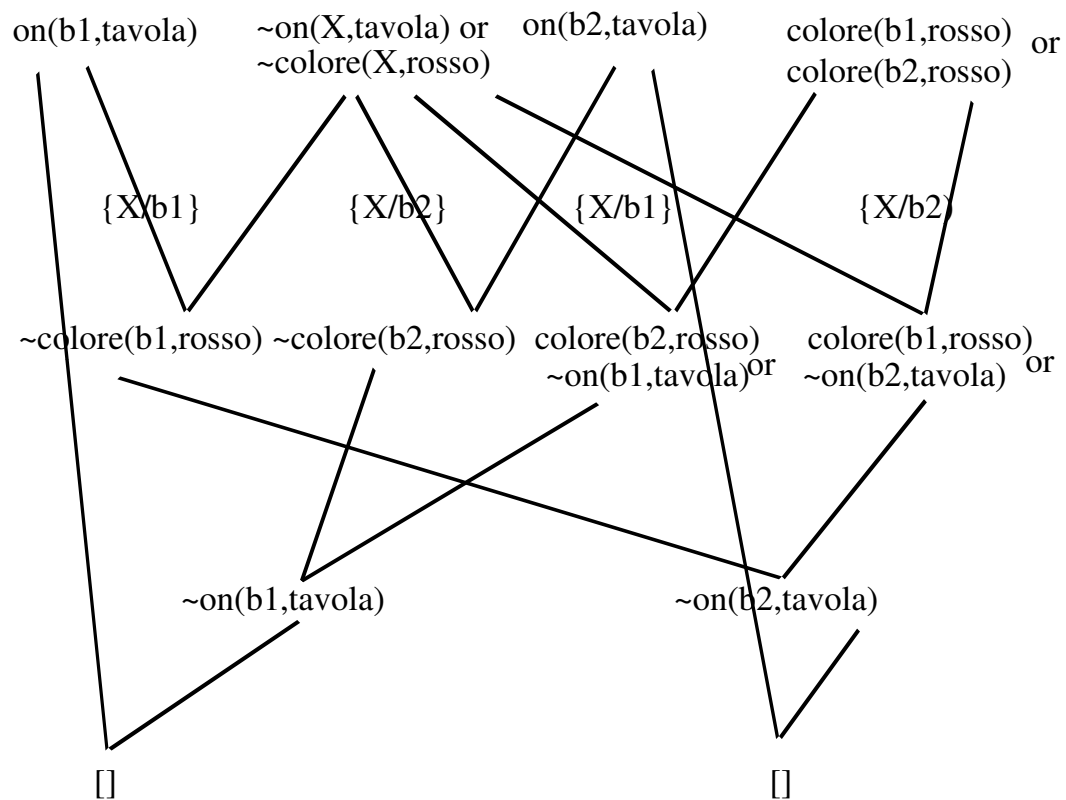 on(b1,tavola)
~on(X,tavola) or
~colore(X,rosso)
on(b2,tavola)
colore(b1,rosso) or
colore(b2,rosso)
{X/b1}
{X/b2}
{X/b1}
{X/b2)
~colore(b1,rosso)
~colore(b2,rosso)
colore(b2,rosso)
~on(b1,tavola) or
colore(b1,rosso) or
~on(b2,tavola)
~on(b1,tavola)
~on(b2,tavola)
[]
[]